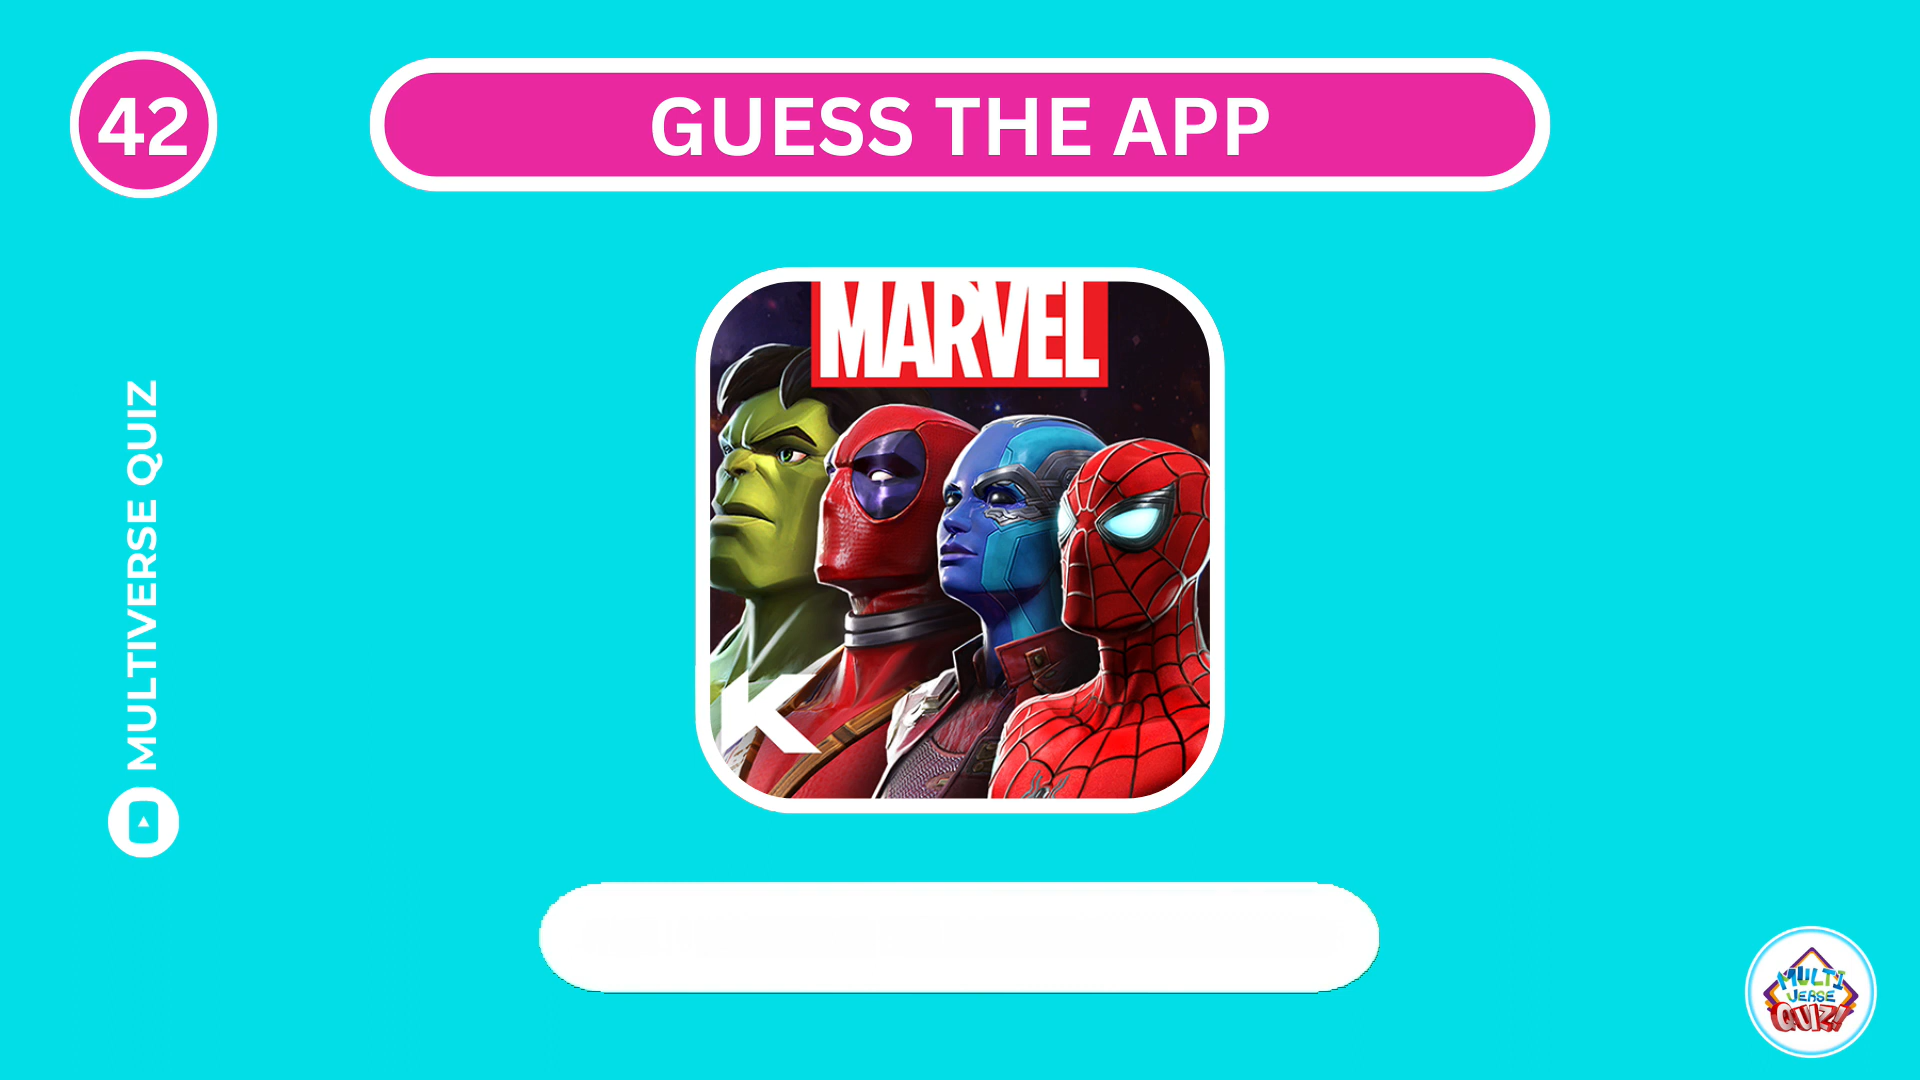 42
GUESS THE APP
MARVEL
K
MULTIVERSE QUIZ
MULTI
VERSE
QUIZ!